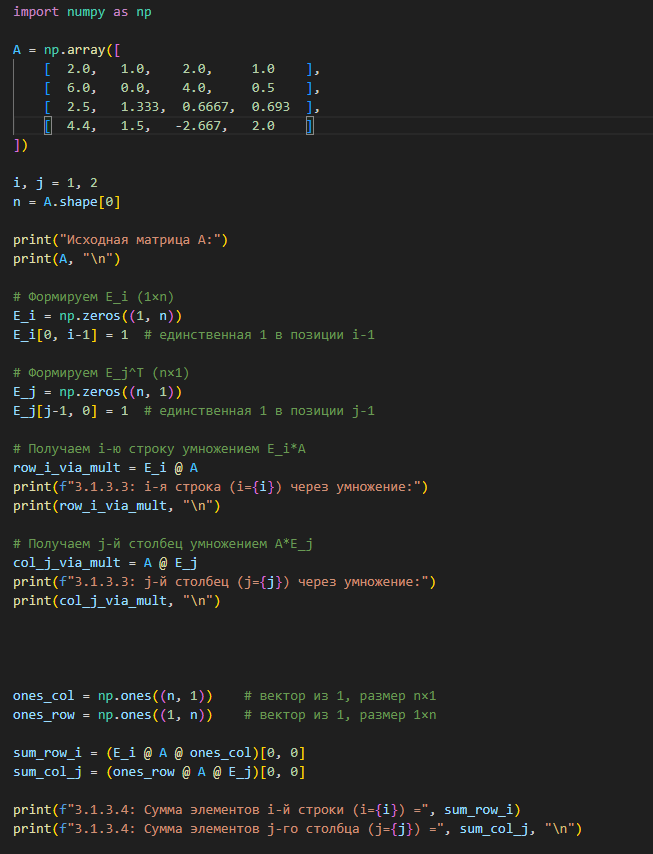 import numpy as np
A = np.array([
    [  2.0,   1.0,    2.0,     1.0    ],
    [  6.0,   0.0,    4.0,     0.5    ],
    [  2.5,   1.333,  0.6667,  0.693  ],
    [  4.4,   1.5,   -2.667,   2.0    ]
])
i, j = 1, 2
n = A.shape[0]
print("Исходная матрица A:")
print(A, "\n")
# Формируем E_i (1×n)
E_i = np.zeros((1, n))
E_i[0, i-1] = 1  # единственная 1 в позиции i-1
# Формируем E_j^T (n×1)
E_j = np.zeros((n, 1))
E_j[j-1, 0] = 1  # единственная 1 в позиции j-1
# Получаем i-ю строку умножением E_i*A
row_i_via_mult = E_i @ A
print(f"3.1.3.3: i-я строка (i={i}) через умножение:")
print(row_i_via_mult, "\n")
# Получаем j-й столбец умножением A*E_j
col_j_via_mult = A @ E_j
print(f"3.1.3.3: j-й столбец (j={j}) через умножение:")
print(col_j_via_mult, "\n")
ones_col = np.ones((n, 1))    # вектор из 1, размер n×1
ones_row = np.ones((1, n))    # вектор из 1, размер 1×n
sum_row_i = (E_i @ A @ ones_col)[0, 0]
sum_col_j = (ones_row @ A @ E_j)[0, 0]
print(f"3.1.3.4: Сумма элементов i-й строки (i={i}) =", sum_row_i)
print(f"3.1.3.4: Сумма элементов j-го столбца (j={j}) =", sum_col_j, "\n")